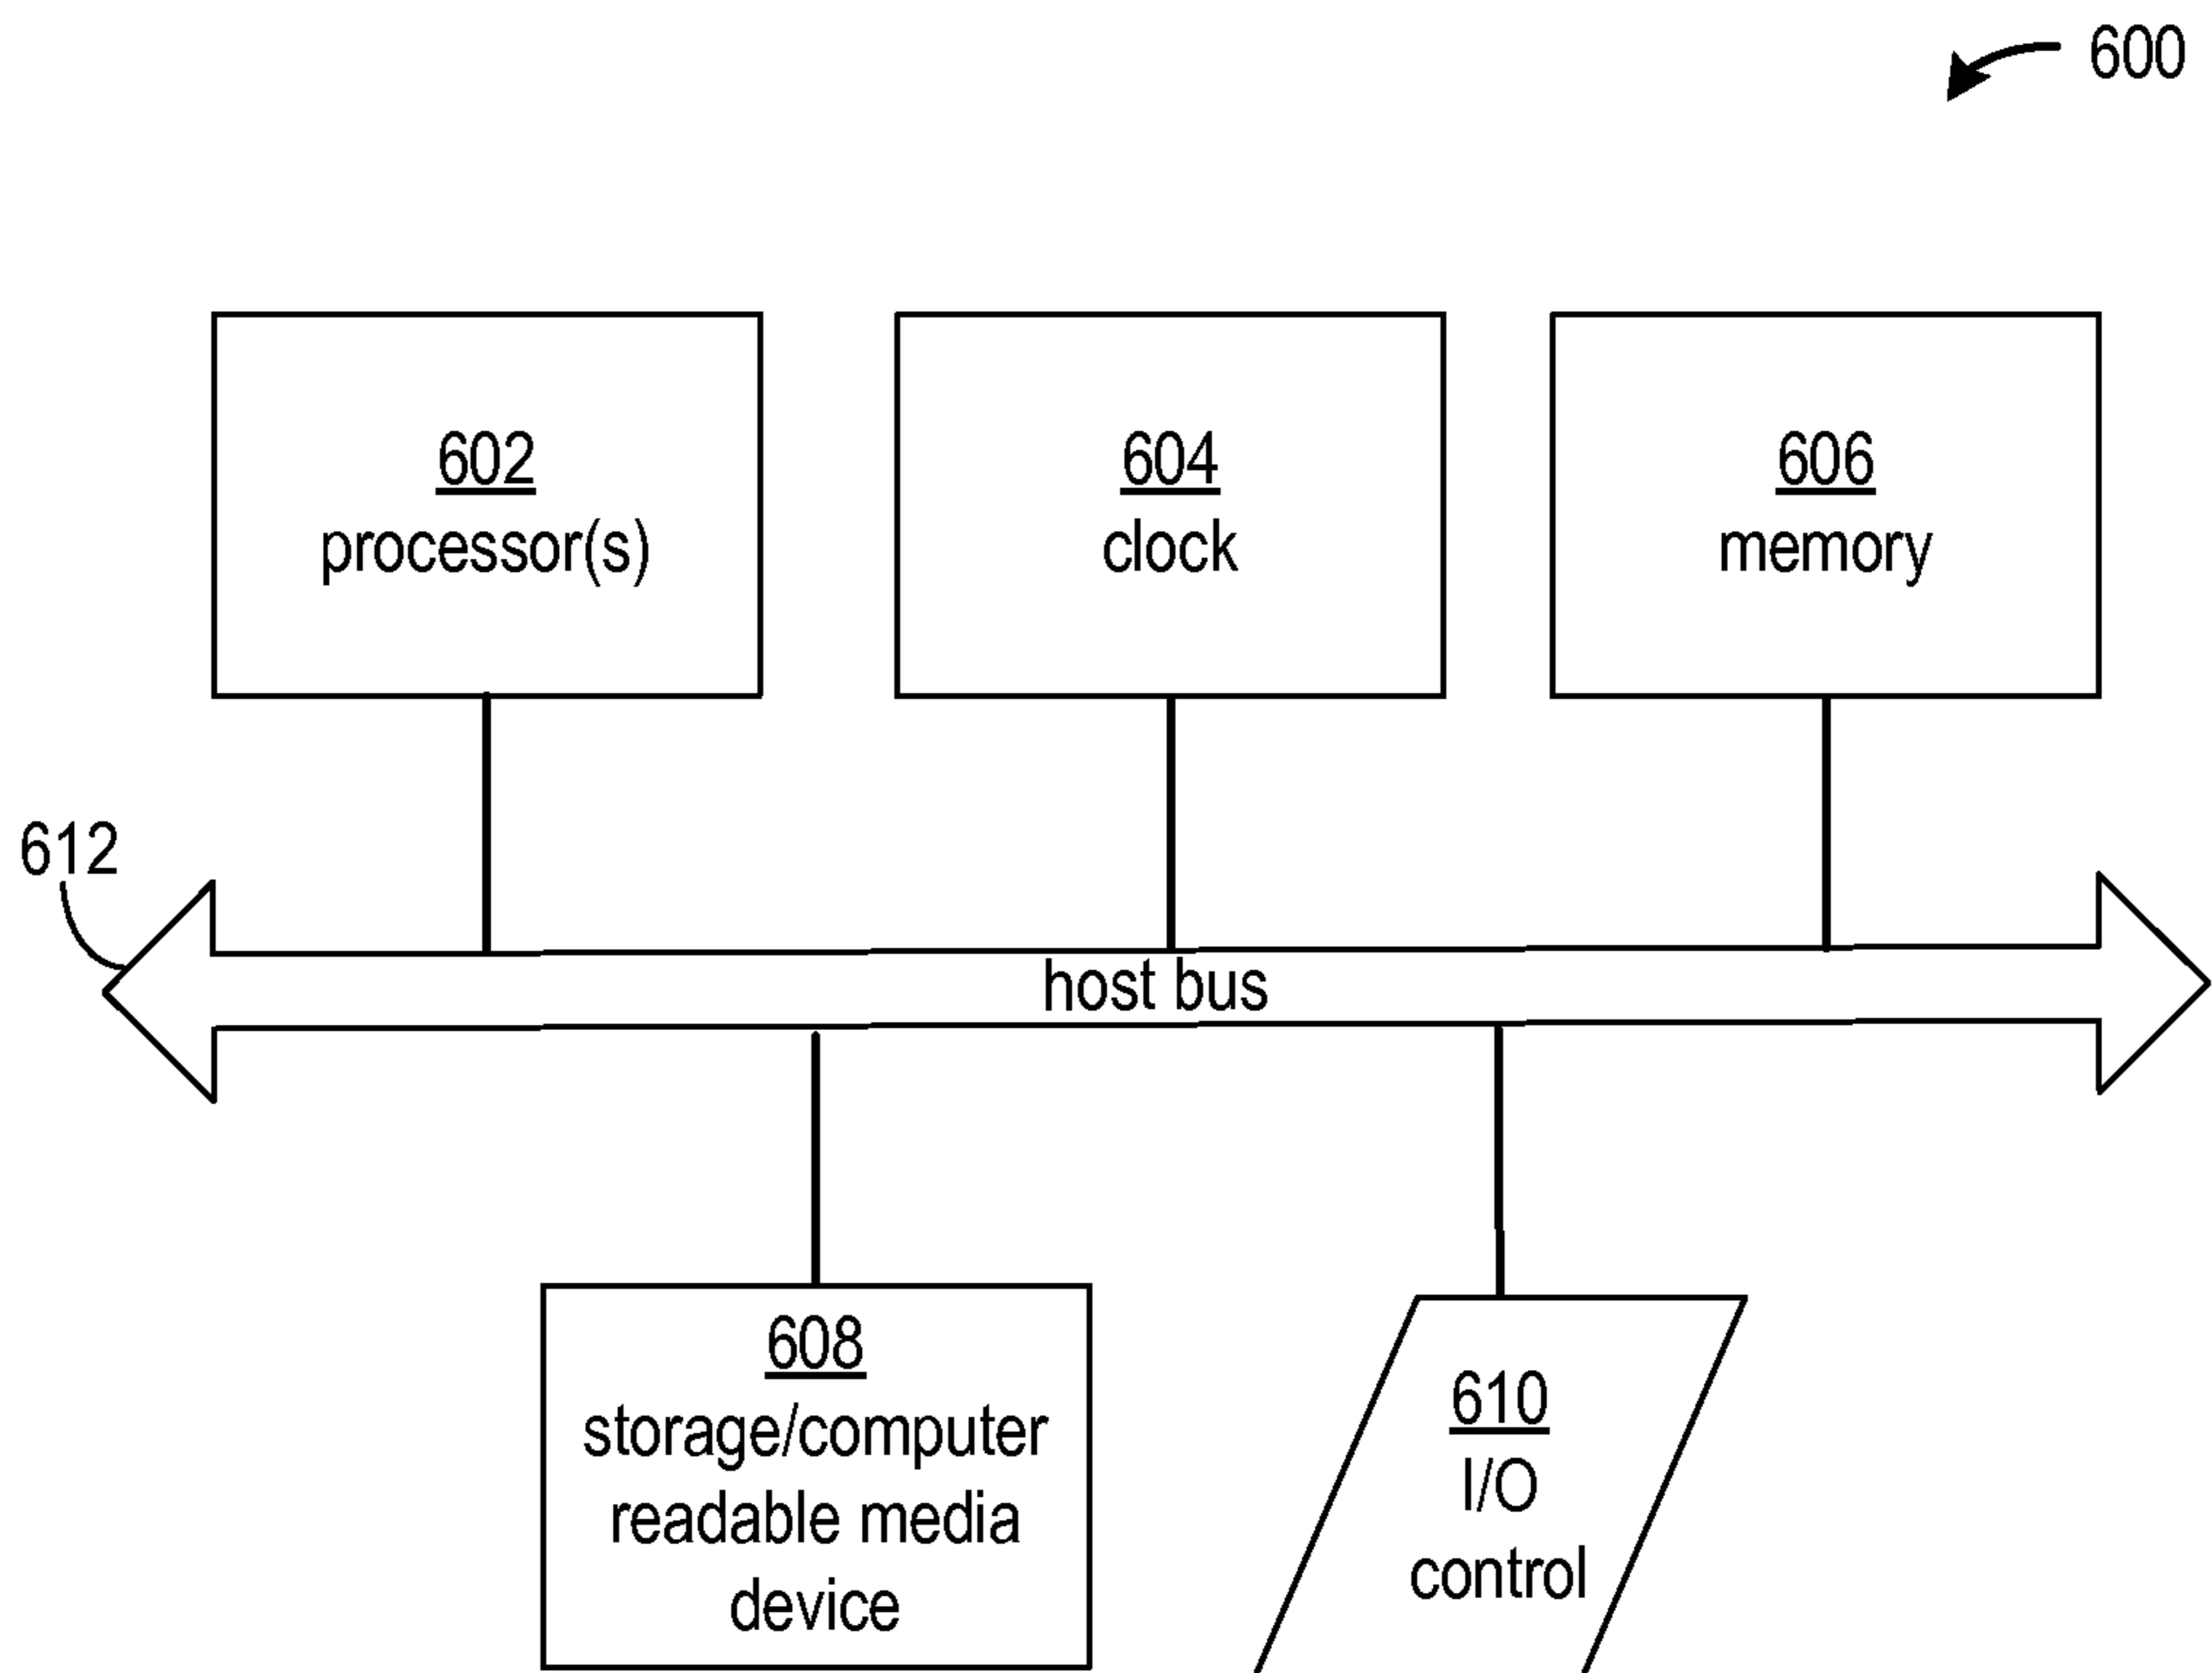 600
602
processor(s)
604
clock
606
memory
612
host bus
608
storage/computer
readable media
device
610
I/O
control